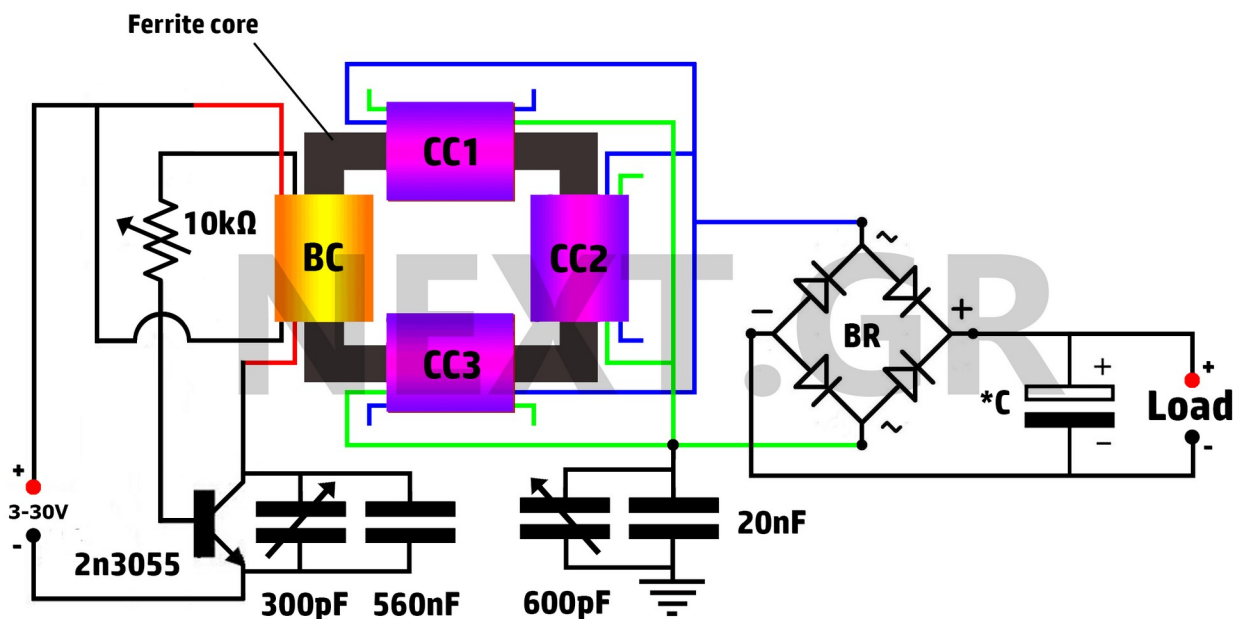 Ferrite core
CC1
10kΩ
BC
CC2
~
NEXT.GR
-
+
BR
CC3
*C
+
-
+
Load
-
~
+
3-30V
-
2n3055
300pF
560nF
600pF
20nF